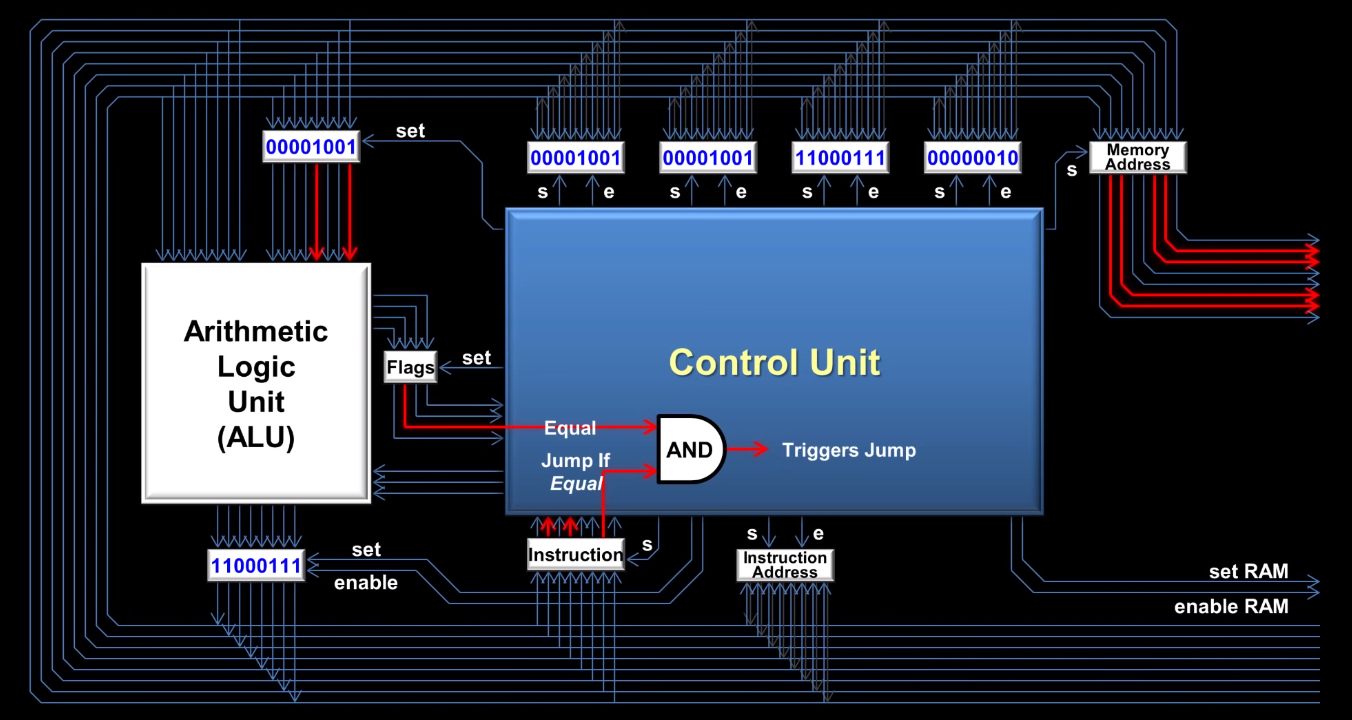 set
00001001
00001001
00001001
11000111
00000010
Memory
Address
s
e
s
e
s
e
s
e
s
Arithmetic
Logic
Unit
(ALU)
Flags
set
Control Unit
Equal
AND
Triggers Jump
Jump If
Equal
11000111
set
enable
Instruction
s
s
e
Instruction
Address
set RAM
enable RAM